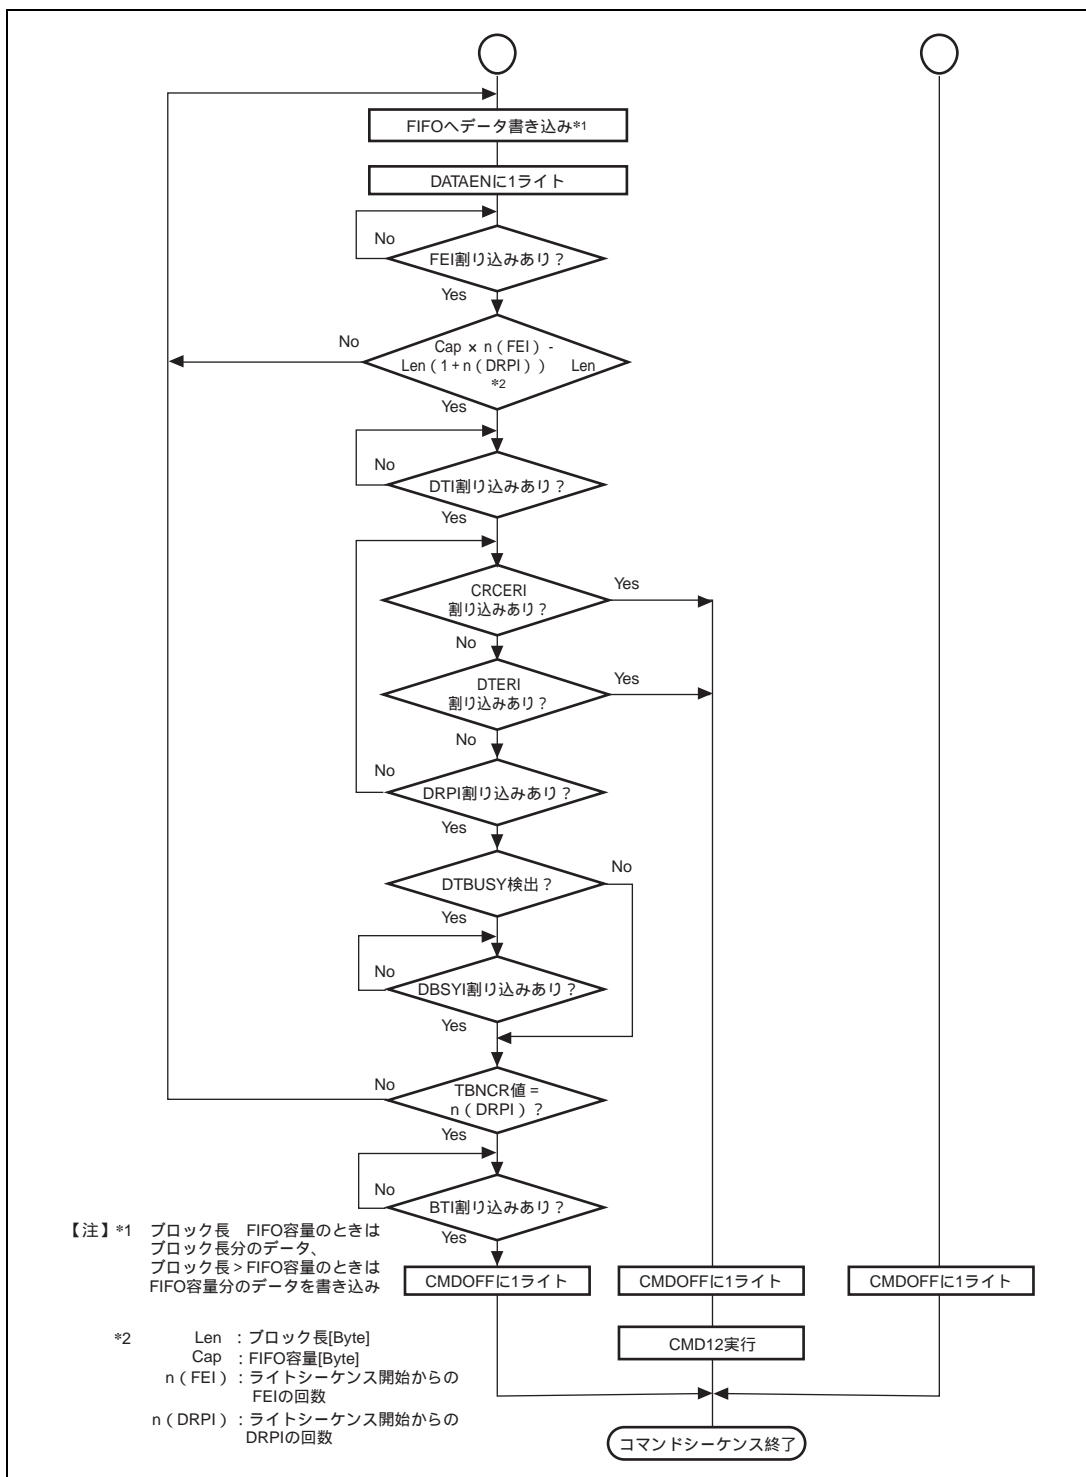 FIFOへデータ書き込み*1
DATAENに1ライト
No
FEI割り込みあり？
Yes
No
Cap × n（FEI）-
Len（1+n（DRPI）） Len
*2
Yes
No
DTI割り込みあり？
Yes
CRCERI
割り込みあり？
Yes
No
DTERI
割り込みあり？
Yes
No
No
DRPI割り込みあり？
Yes
No
DTBUSY検出？
Yes
No
DBSYI割り込みあり？
Yes
No
TBNCR値 =
n（DRPI）？
Yes
No
BTI割り込みあり？
Yes
CMDOFFに1ライト
CMDOFFに1ライト
CMDOFFに1ライト
CMD12実行
コマンドシーケンス終了
【注】*1 ブロック長 FIFO容量のときは
ブロック長分のデータ、
ブロック長 > FIFO容量のときは
FIFO容量分のデータを書き込み
*2 Len ：ブロック長[Byte]
Cap ：FIFO容量[Byte]
n（FEI）：ライトシーケンス開始からの
FEIの回数
n（DRPI）：ライトシーケンス開始からの
DRPIの回数